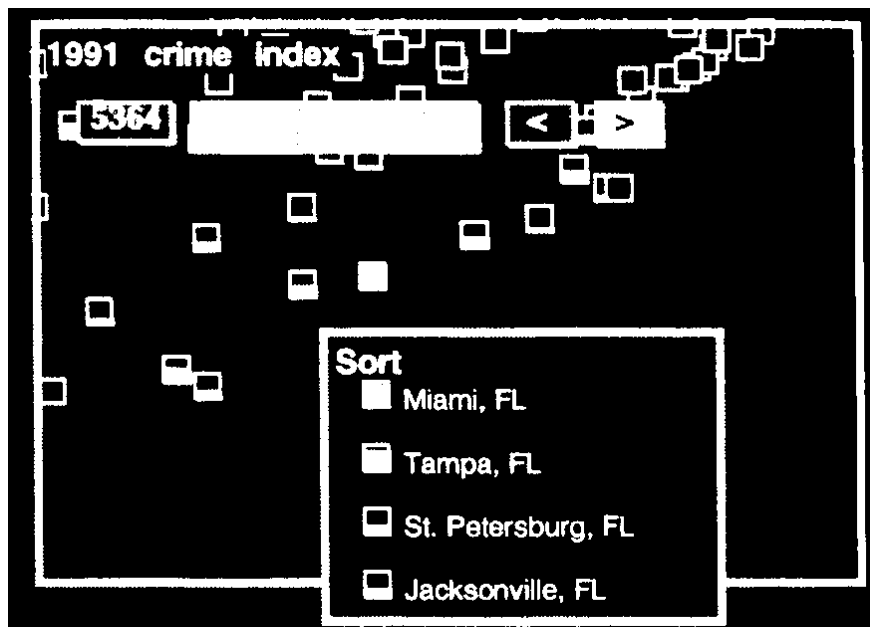 1991 crime index
5364
< >
Sort
Miami, FL
Tampa, FL
St. Petersburg, FL
Jacksonville, FL